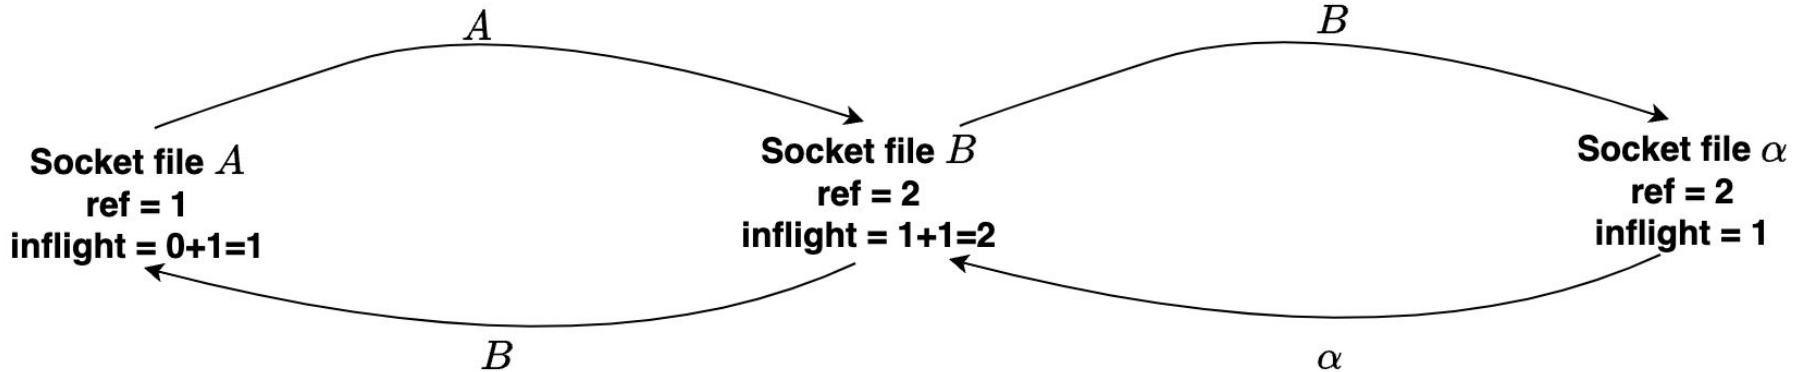 A
B
Socket file A
ref = 1
inflight = 0+1=1
Socket file B
ref = 2
inflight = 1+1=2
Socket file α
ref = 2
inflight = 1
B
α